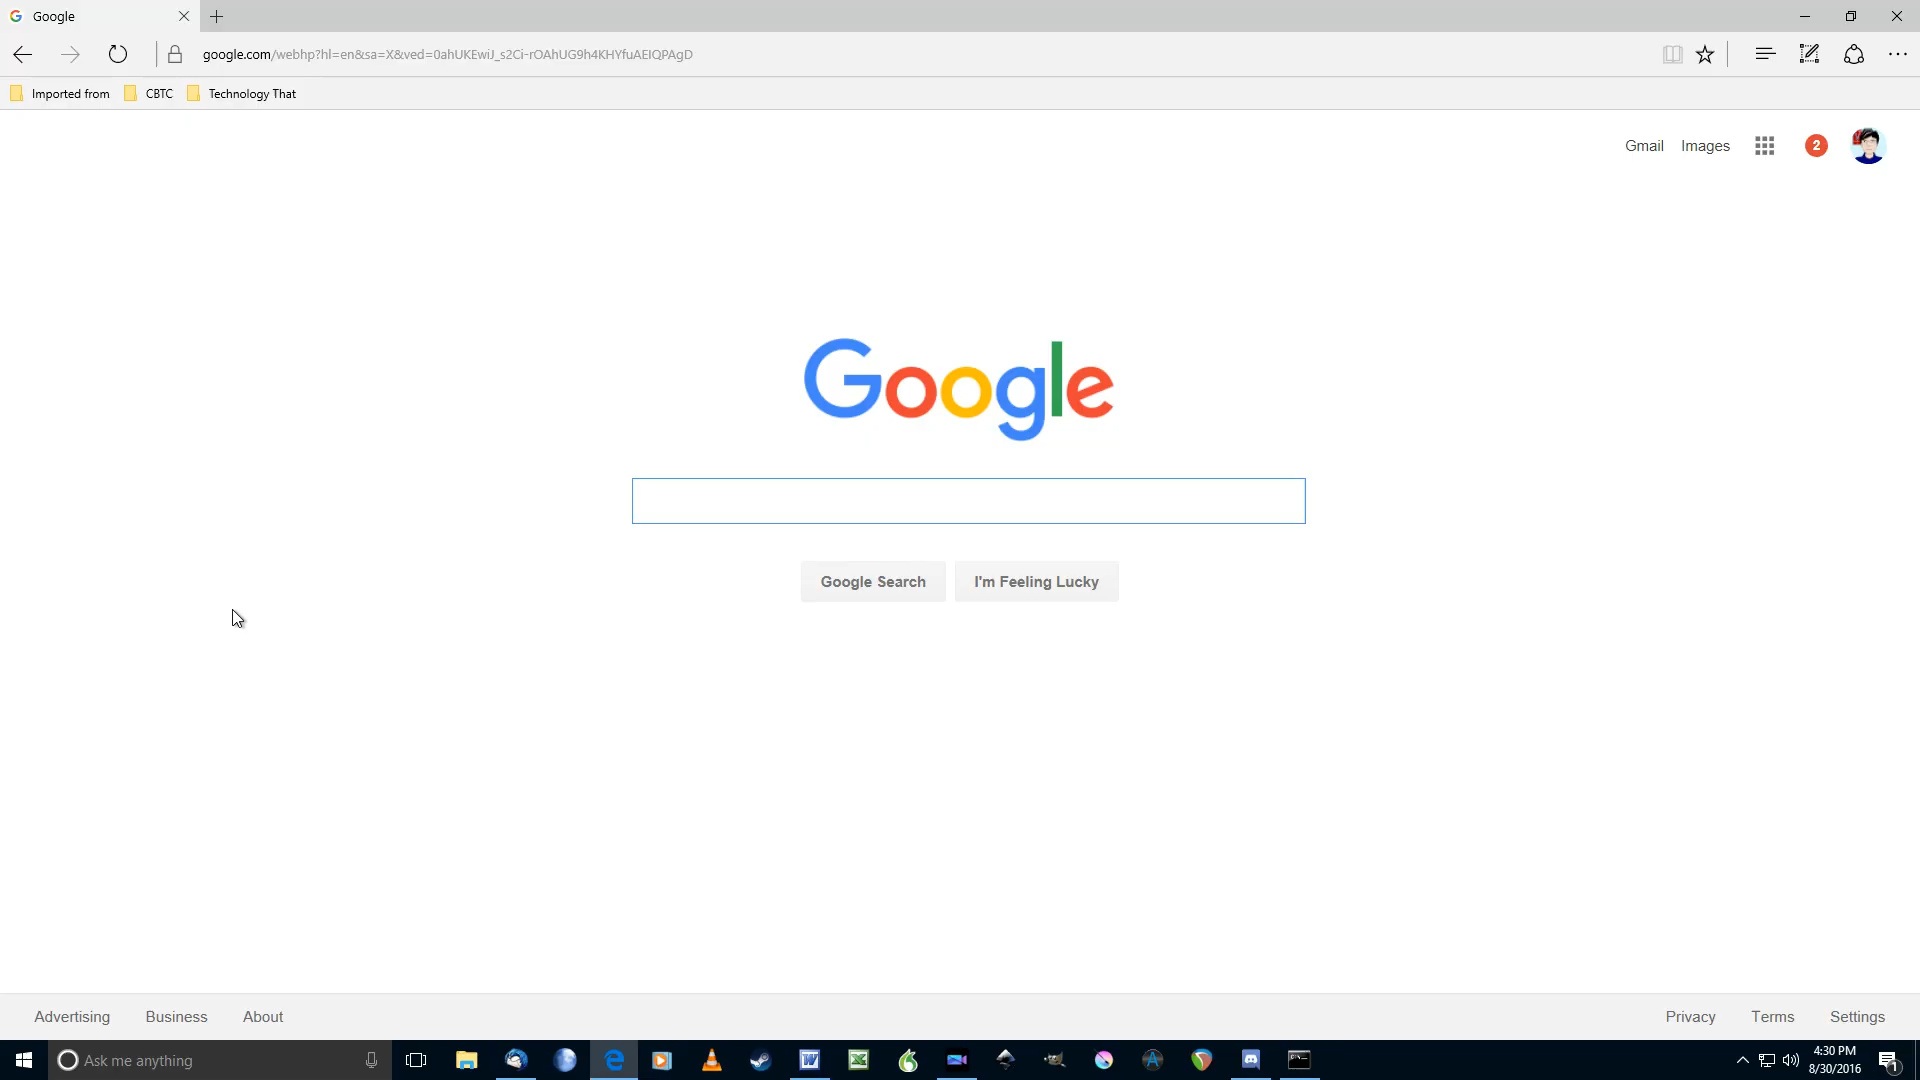 Google
google.com/webhp?hl=en&sa=X&ved=0ahUKEwiJ_s2Ci-rOAhUG9h4KHYfuAEIQPAgD
Imported from CBTC Technology That
Gmail Images 2
Google
Google Search I'm Feeling Lucky
Advertising Business About Privacy Terms Settings
Ask me anything
4:30 PM
8/30/2016
1